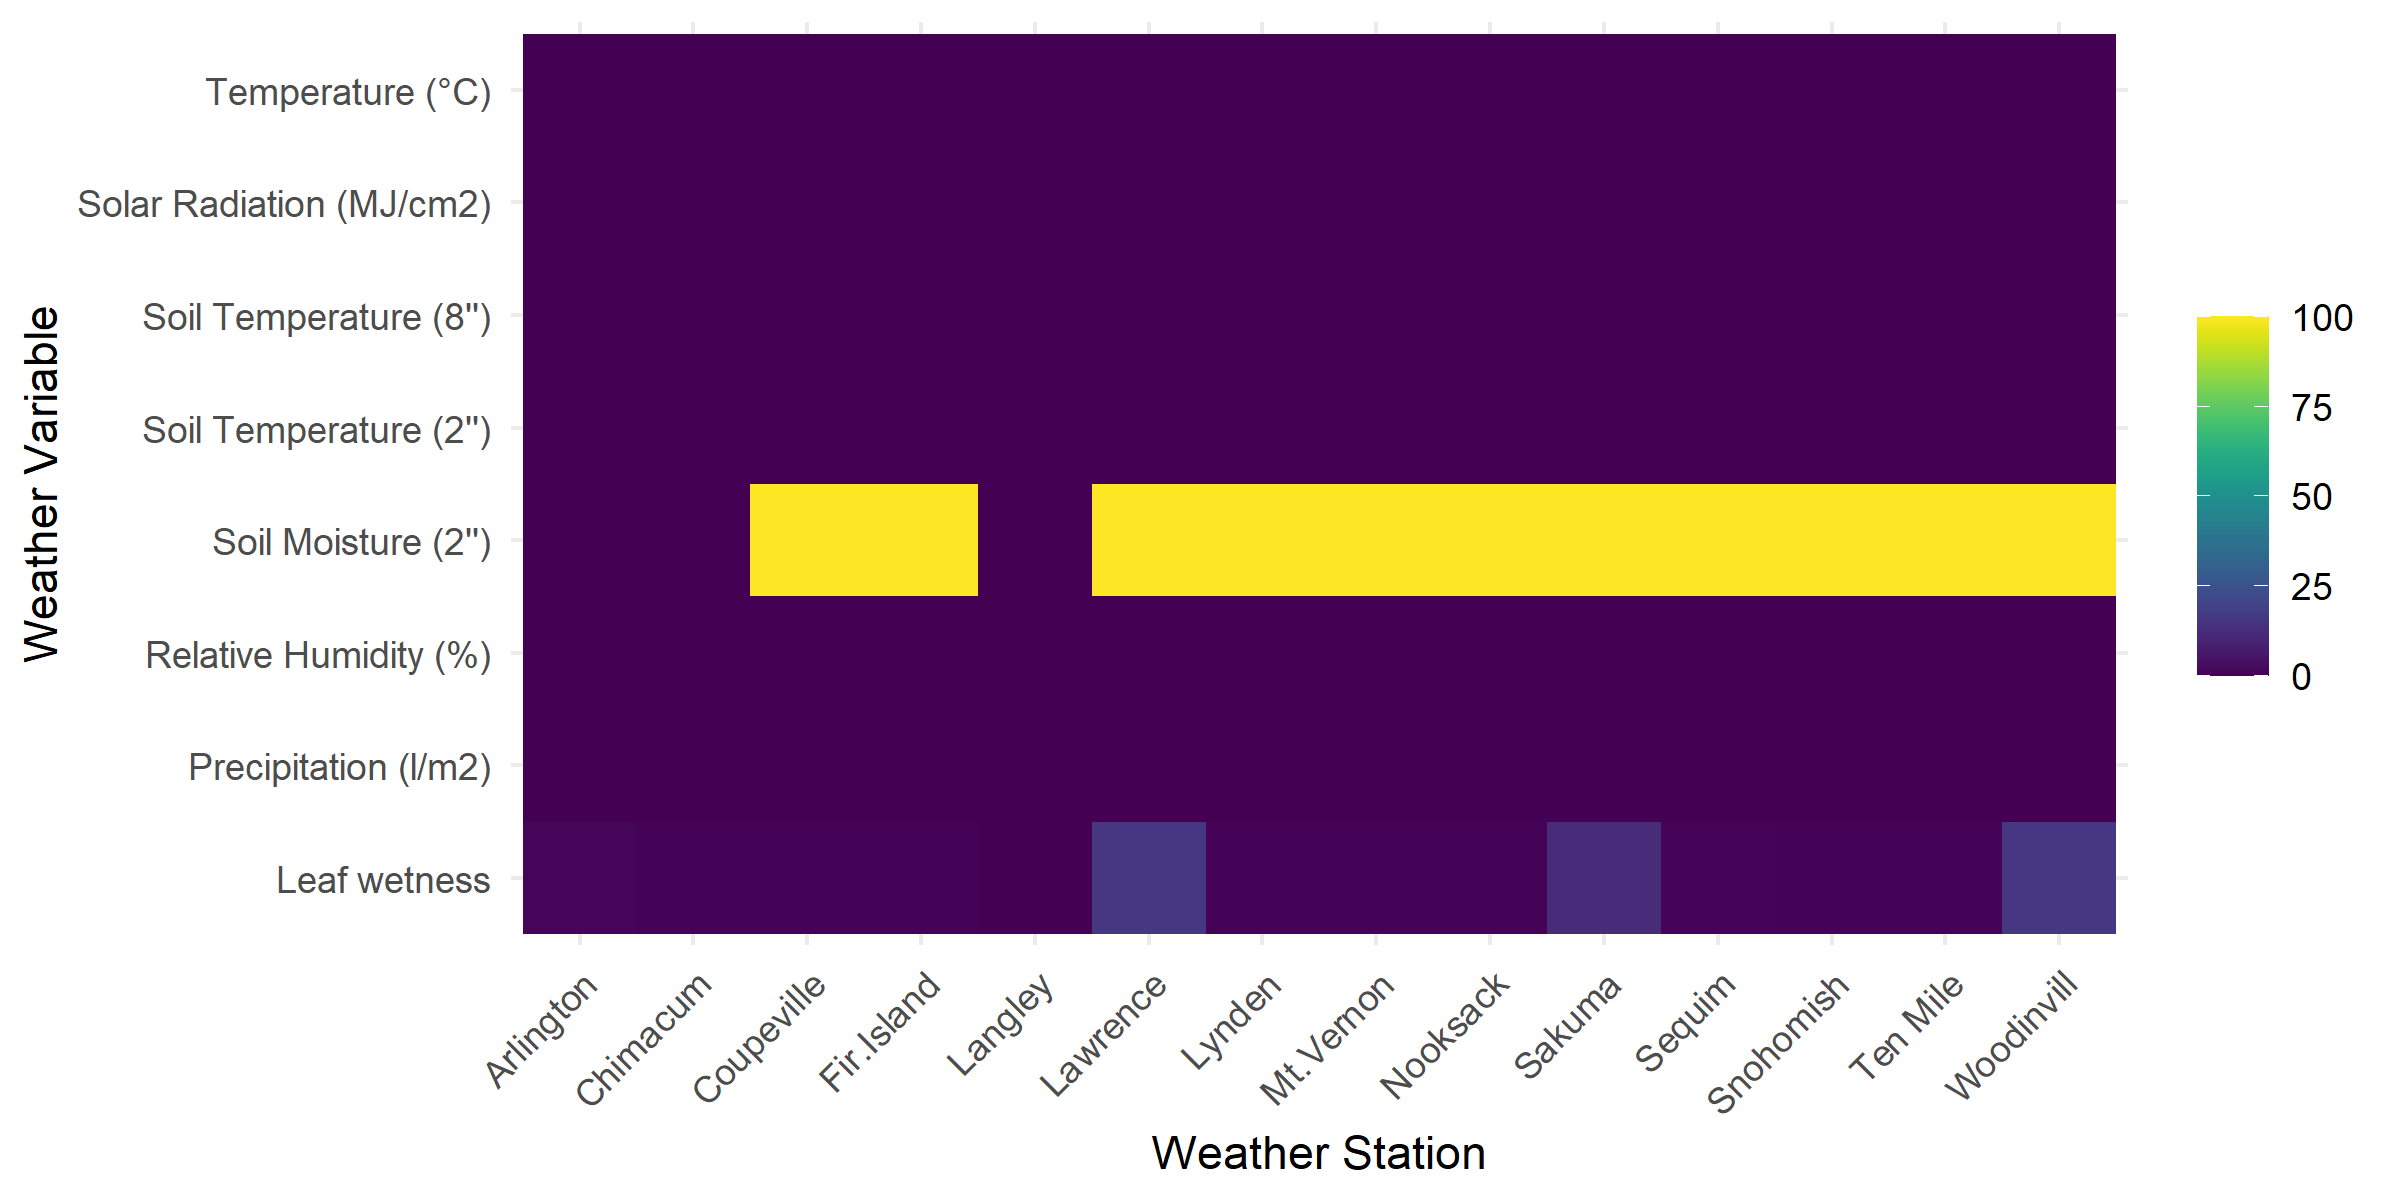 Weather Variable
Temperature (°C)
Solar Radiation (MJ/cm2)
Soil Temperature (8")
Soil Temperature (2")
Soil Moisture (2")
Relative Humidity (%)
Precipitation (l/m2)
Leaf wetness
Arlington
Chimacum
Coupeville
Fir.Island
Langley
Lawrence
Lynden
Mt.Vernon
Nooksack
Sakuma
Sequim
Snohomish
Ten Mile
Woodinvill
Weather Station
100
75
50
25
0